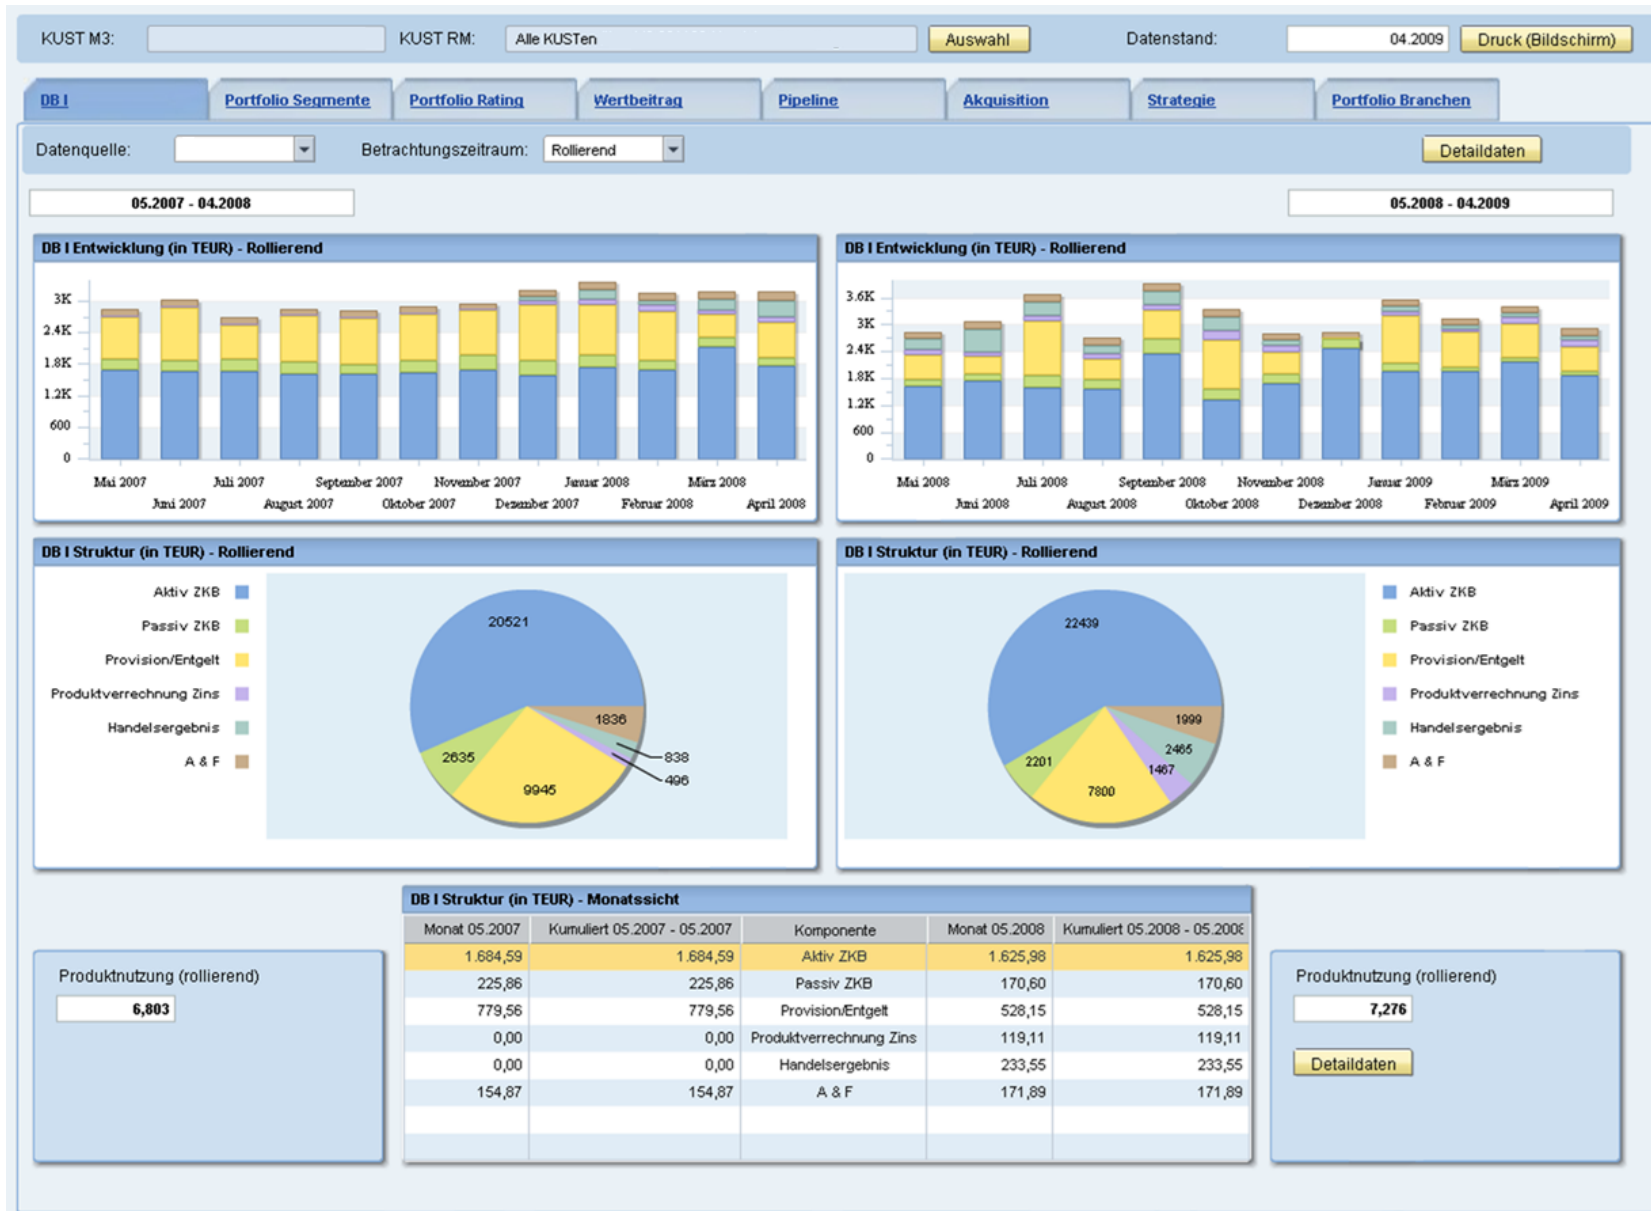 KUST M3: KUST RM: Alle KUSTen Auswahl Datenstand: 04.2009 Druck (Bildschirm)
DB I Portfolio Segmente Portfolio Rating Wertbeitrag Pipeline Akquisition Strategie Portfolio Branchen
Datenquelle: Betrachtungszeitraum: Rollierend Detaildaten
05.2007 - 04.2008
05.2008 - 04.2009
DB I Entwicklung (in TEUR) - Rollierend
3K
2.4K
1.8K
1.2K
600
0
Mai 2007 Juli 2007 September 2007 November 2007 Januar 2008 März 2008
Juni 2007 August 2007 Oktober 2007 Dezember 2007 Februar 2008 April 2008
DB I Entwicklung (in TEUR) - Rollierend
3.6K
3K
2.4K
1.8K
1.2K
600
0
Mai 2008 Juli 2008 September 2008 November 2008 Januar 2009 März 2009
Juni 2008 August 2008 Oktober 2008 Dezember 2008 Februar 2009 April 2009
DB I Struktur (in TEUR) - Rollierend
Aktiv ZKB
Passiv ZKB
Provision/Entgelt
Produktverrechnung Zins
Handelsergebnis
A & F
20521
1836
838
496
2635
9945
DB I Struktur (in TEUR) - Rollierend
22439
1999
2465
1467
2201
7800
Aktiv ZKB
Passiv ZKB
Provision/Entgelt
Produktverrechnung Zins
Handelsergebnis
A & F
Produktnutzung (rollierend)
6,803
DB I Struktur (in TEUR) - Monatssicht
Monat 05.2007 Kumuliert 05.2007 - 05.2007 Komponente Monat 05.2008 Kumuliert 05.2008 - 05.2008
1.684,59 1.684,59 Aktiv ZKB 1.625,98 1.625,98
225,86 225,86 Passiv ZKB 170,60 170,60
779,56 779,56 Provision/Entgelt 528,15 528,15
0,00 0,00 Produktverrechnung Zins 119,11 119,11
0,00 0,00 Handelsergebnis 233,55 233,55
154,87 154,87 A & F 171,89 171,89
Produktnutzung (rollierend)
7,276
Detaildaten